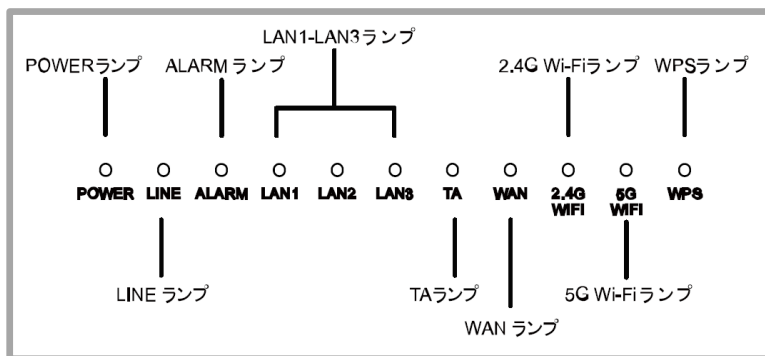 LAN1-LAN3ランプ
POWERランプ ALARM ランプ 2.4G Wi-Fiランプ WPSランプ
POWER LINE ALARM LAN1 LAN2 LAN3 TA WAN 2.4G WIFI 5G WIFI WPS
LINE ランプ TAランプ 5G Wi-Fi ランプ
WAN ランプ